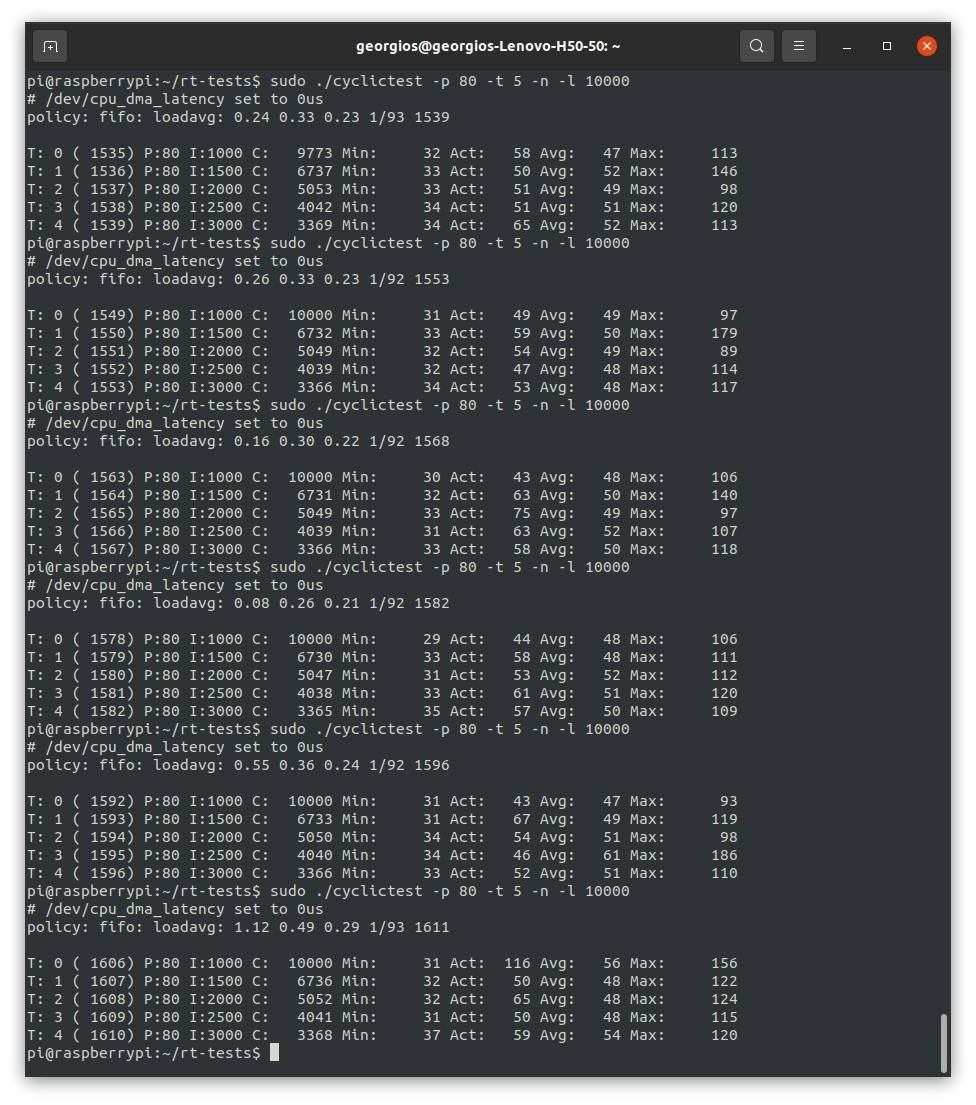 georgios@georgios-Lenovo-H50-50: ~
pi@raspberrypi:~/rt-tests$ sudo ./cyclictest -p 80 -t 5 -n -l 10000
# /dev/cpu_dma_latency set to 0us
policy: fifo: loadavg: 0.24 0.33 0.23 1/93 1539
T: 0 ( 1535) P:80 I:1000 C:   9773 Min:     32 Act:   58 Avg:   47 Max:     113
T: 1 ( 1536) P:80 I:1500 C:   6737 Min:     33 Act:   50 Avg:   52 Max:     146
T: 2 ( 1537) P:80 I:2000 C:   5053 Min:     33 Act:   51 Avg:   49 Max:      98
T: 3 ( 1538) P:80 I:2500 C:   4042 Min:     34 Act:   51 Avg:   51 Max:     120
T: 4 ( 1539) P:80 I:3000 C:   3369 Min:     34 Act:   65 Avg:   52 Max:     113
pi@raspberrypi:~/rt-tests$ sudo ./cyclictest -p 80 -t 5 -n -l 10000
# /dev/cpu_dma_latency set to 0us
policy: fifo: loadavg: 0.26 0.33 0.23 1/92 1553
T: 0 ( 1549) P:80 I:1000 C:  10000 Min:     31 Act:   49 Avg:   49 Max:      97
T: 1 ( 1550) P:80 I:1500 C:   6732 Min:     33 Act:   59 Avg:   50 Max:     179
T: 2 ( 1551) P:80 I:2000 C:   5049 Min:     32 Act:   54 Avg:   49 Max:      89
T: 3 ( 1552) P:80 I:2500 C:   4039 Min:     32 Act:   47 Avg:   48 Max:     114
T: 4 ( 1553) P:80 I:3000 C:   3366 Min:     34 Act:   53 Avg:   48 Max:     117
pi@raspberrypi:~/rt-tests$ sudo ./cyclictest -p 80 -t 5 -n -l 10000
# /dev/cpu_dma_latency set to 0us
policy: fifo: loadavg: 0.16 0.30 0.22 1/92 1568
T: 0 ( 1563) P:80 I:1000 C:  10000 Min:     30 Act:   43 Avg:   48 Max:     106
T: 1 ( 1564) P:80 I:1500 C:   6731 Min:     32 Act:   63 Avg:   50 Max:     140
T: 2 ( 1565) P:80 I:2000 C:   5049 Min:     33 Act:   75 Avg:   49 Max:      97
T: 3 ( 1566) P:80 I:2500 C:   4039 Min:     31 Act:   63 Avg:   52 Max:     107
T: 4 ( 1567) P:80 I:3000 C:   3366 Min:     33 Act:   58 Avg:   50 Max:     118
pi@raspberrypi:~/rt-tests$ sudo ./cyclictest -p 80 -t 5 -n -l 10000
# /dev/cpu_dma_latency set to 0us
policy: fifo: loadavg: 0.08 0.26 0.21 1/92 1582
T: 0 ( 1578) P:80 I:1000 C:  10000 Min:     29 Act:   44 Avg:   48 Max:     106
T: 1 ( 1579) P:80 I:1500 C:   6730 Min:     33 Act:   58 Avg:   48 Max:     111
T: 2 ( 1580) P:80 I:2000 C:   5047 Min:     31 Act:   53 Avg:   52 Max:     112
T: 3 ( 1581) P:80 I:2500 C:   4038 Min:     33 Act:   61 Avg:   51 Max:     120
T: 4 ( 1582) P:80 I:3000 C:   3365 Min:     35 Act:   57 Avg:   50 Max:     109
pi@raspberrypi:~/rt-tests$ sudo ./cyclictest -p 80 -t 5 -n -l 10000
# /dev/cpu_dma_latency set to 0us
policy: fifo: loadavg: 0.55 0.36 0.24 1/92 1596
T: 0 ( 1592) P:80 I:1000 C:  10000 Min:     31 Act:   43 Avg:   47 Max:      93
T: 1 ( 1593) P:80 I:1500 C:   6733 Min:     31 Act:   67 Avg:   49 Max:     119
T: 2 ( 1594) P:80 I:2000 C:   5050 Min:     34 Act:   54 Avg:   51 Max:      98
T: 3 ( 1595) P:80 I:2500 C:   4040 Min:     34 Act:   46 Avg:   61 Max:     186
T: 4 ( 1596) P:80 I:3000 C:   3366 Min:     33 Act:   52 Avg:   51 Max:     110
pi@raspberrypi:~/rt-tests$ sudo ./cyclictest -p 80 -t 5 -n -l 10000
# /dev/cpu_dma_latency set to 0us
policy: fifo: loadavg: 1.12 0.49 0.29 1/93 1611
T: 0 ( 1606) P:80 I:1000 C:  10000 Min:     31 Act:  116 Avg:   56 Max:     156
T: 1 ( 1607) P:80 I:1500 C:   6736 Min:     32 Act:   50 Avg:   48 Max:     122
T: 2 ( 1608) P:80 I:2000 C:   5052 Min:     32 Act:   65 Avg:   48 Max:     124
T: 3 ( 1609) P:80 I:2500 C:   4041 Min:     31 Act:   50 Avg:   48 Max:     115
T: 4 ( 1610) P:80 I:3000 C:   3368 Min:     37 Act:   59 Avg:   54 Max:     120
pi@raspberrypi:~/rt-tests$